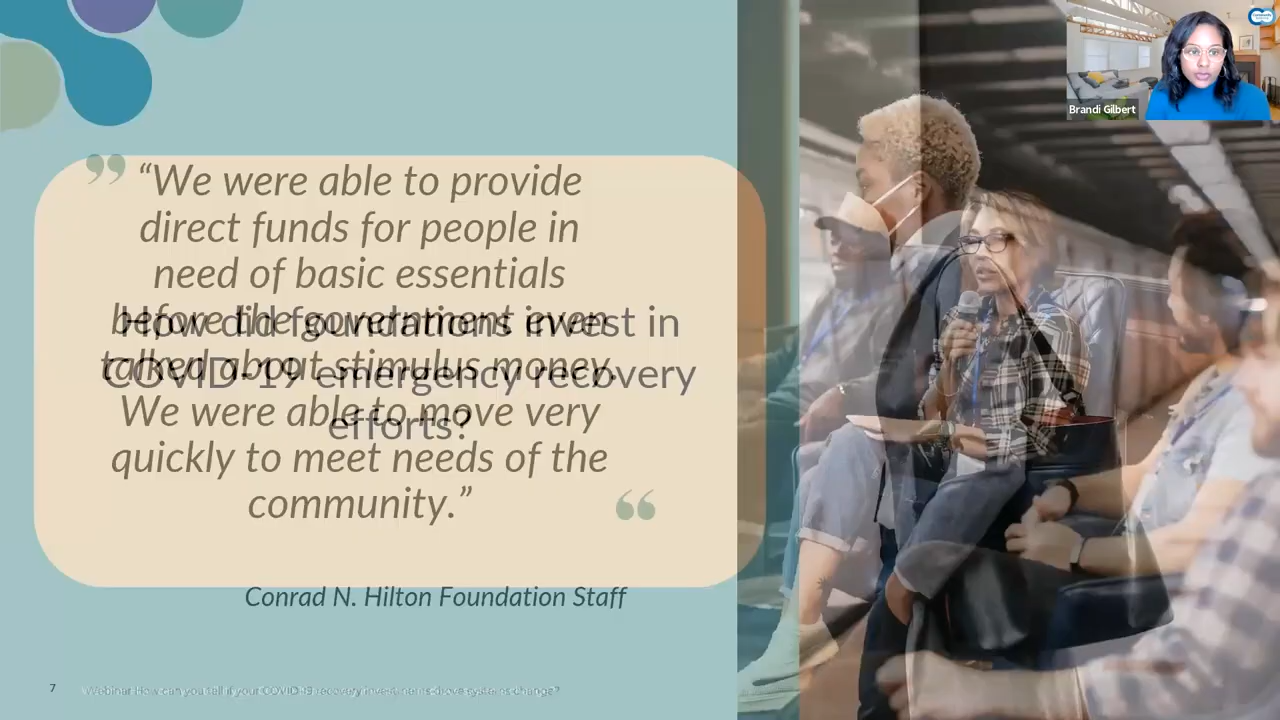 Brandi Gilbert
“We were able to provide
direct funds for people in
need of basic essentials
before the government even
talked about stimulus money.
We were able to move very
quickly to meet needs of the
community.”
How did foundations invest in
COVID-19 emergency recovery
efforts?
Conrad N. Hilton Foundation Staff
7